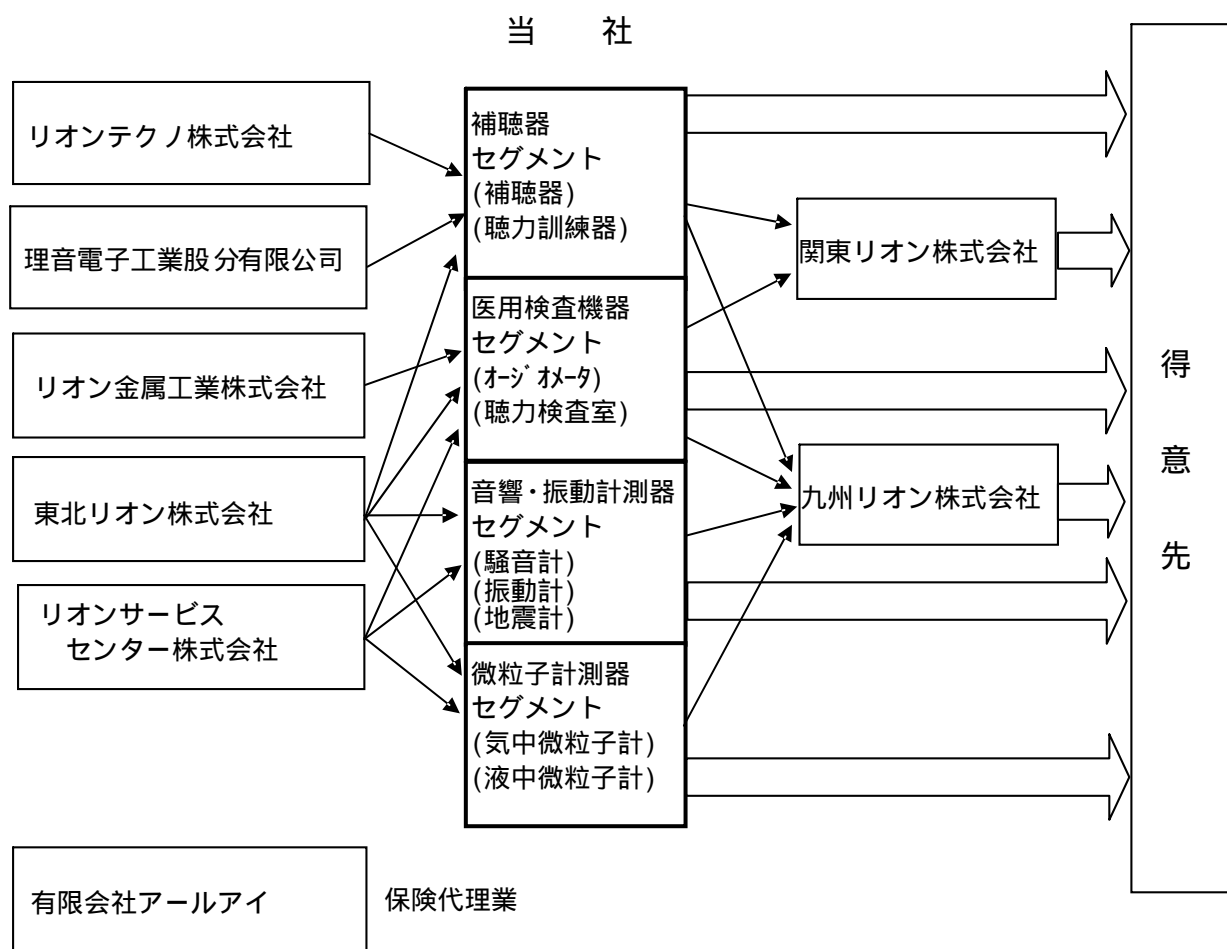 当 社
リオンテクノ株式会社
理音電子工業股分有限公司
リオン金属工業株式会社
東北リオン株式会社
リオンサービス
センター株式会社
有限会社アールアイ
保険代理業
補聴器
セグメント
(補聴器)
(聴力訓練器)
医用検査機器
セグメント
(ｵｰｼﾞｵﾒｰﾀ)
(聴力検査室)
音響・振動計測器
セグメント
(騒音計)
(振動計)
(地震計)
微粒子計測器
セグメント
(気中微粒子計)
(液中微粒子計)
関東リオン株式会社
九州リオン株式会社
得
意
先